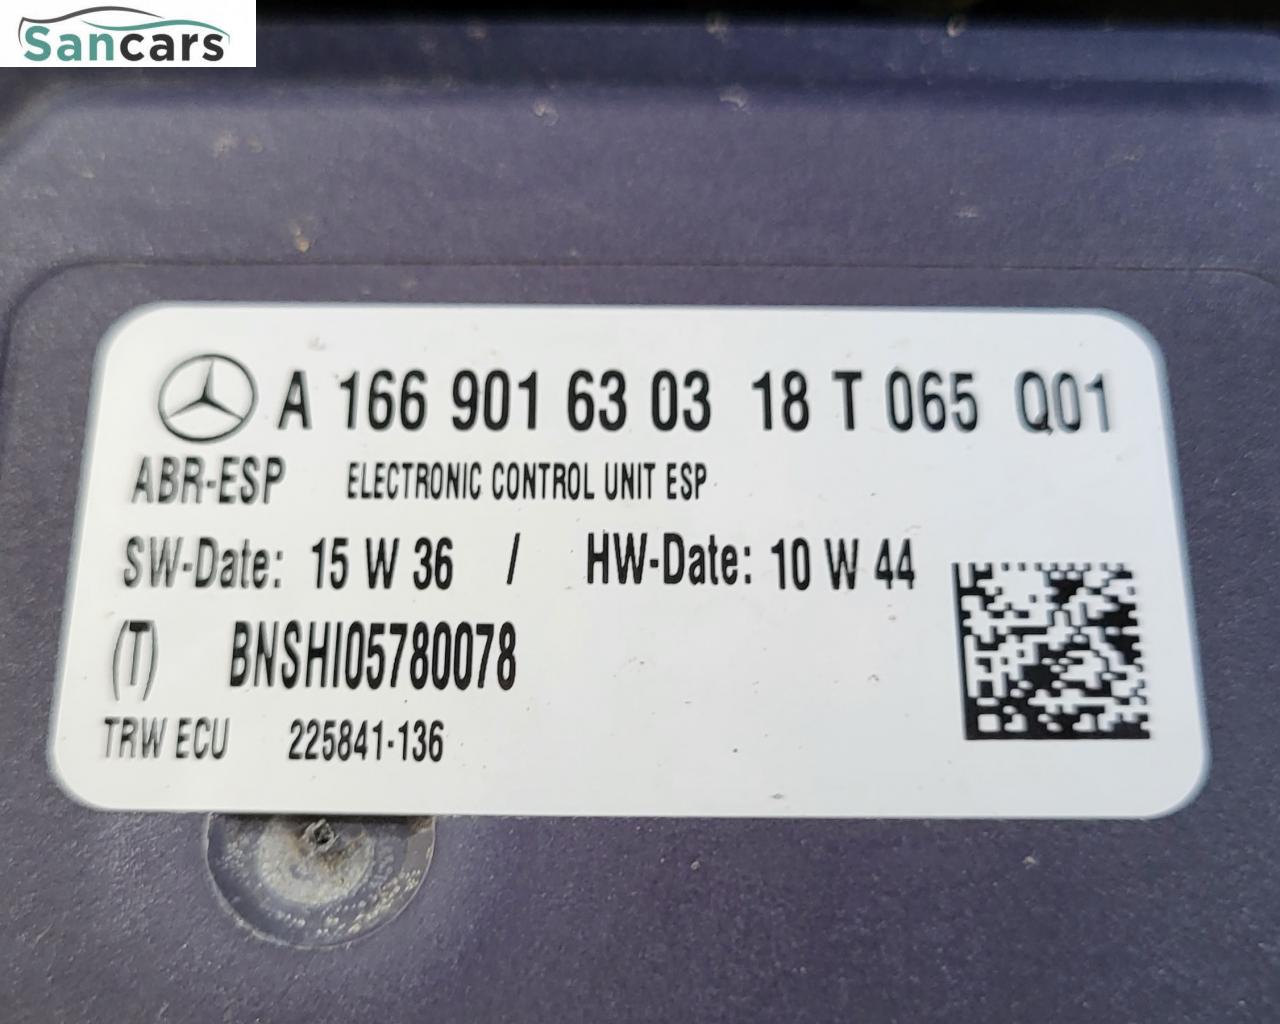 Sancars
A 166 901 63 03 18 T 065 Q01
ABR-ESP ELECTRONIC CONTROL UNIT ESP
SW-Date: 15 W 36 / HW-Date: 10 W 44
(T) BNSHI05780078
TRW ECU 225841-136